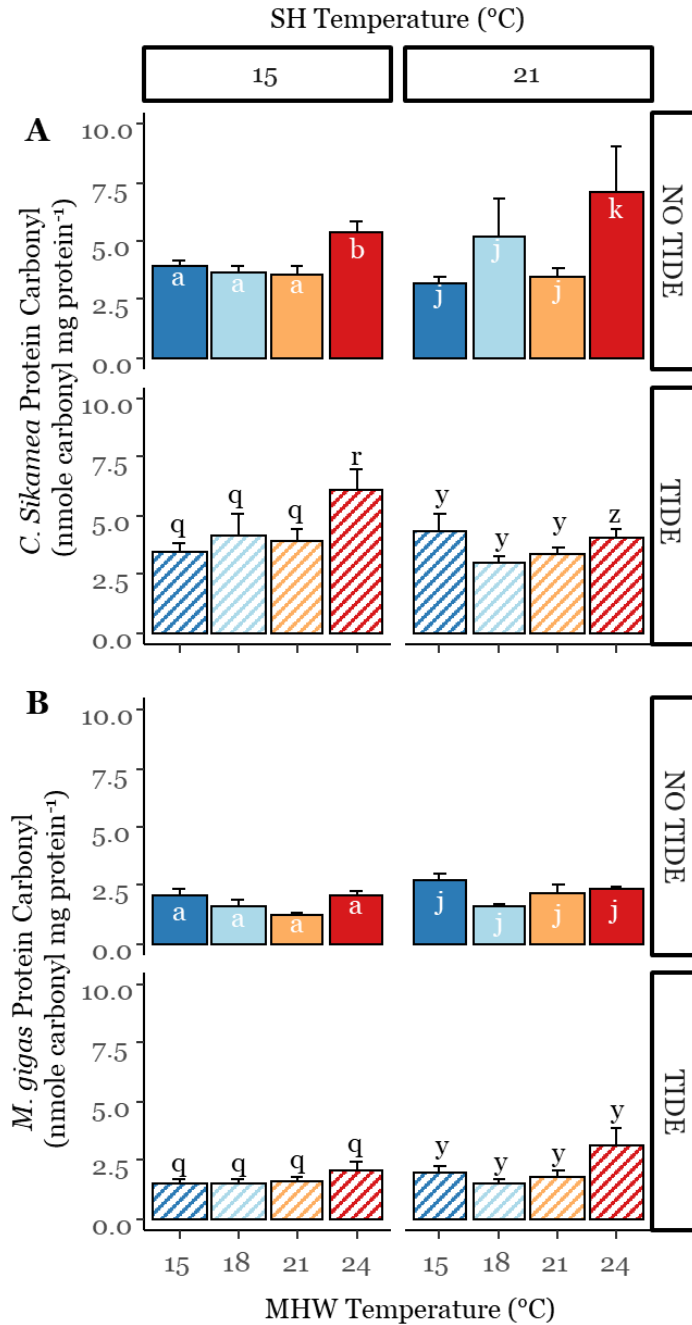 SH Temperature (°C)
15 21
A
C. Sikamea Protein Carbonyl
(nmole carbonyl mg protein⁻¹)
10.0
7.5
5.0
2.5
0.0
a a a b
j j j k
NO TIDE
10.0
7.5
5.0
2.5
0.0
q q q r
y y y z
TIDE
B
M. gigas Protein Carbonyl
(nmole carbonyl mg protein⁻¹)
10.0
7.5
5.0
2.5
0.0
a a a a
j j j j
NO TIDE
10.0
7.5
5.0
2.5
0.0
q q q q
y y y y
TIDE
15 18 21 24 15 18 21 24
MHW Temperature (°C)